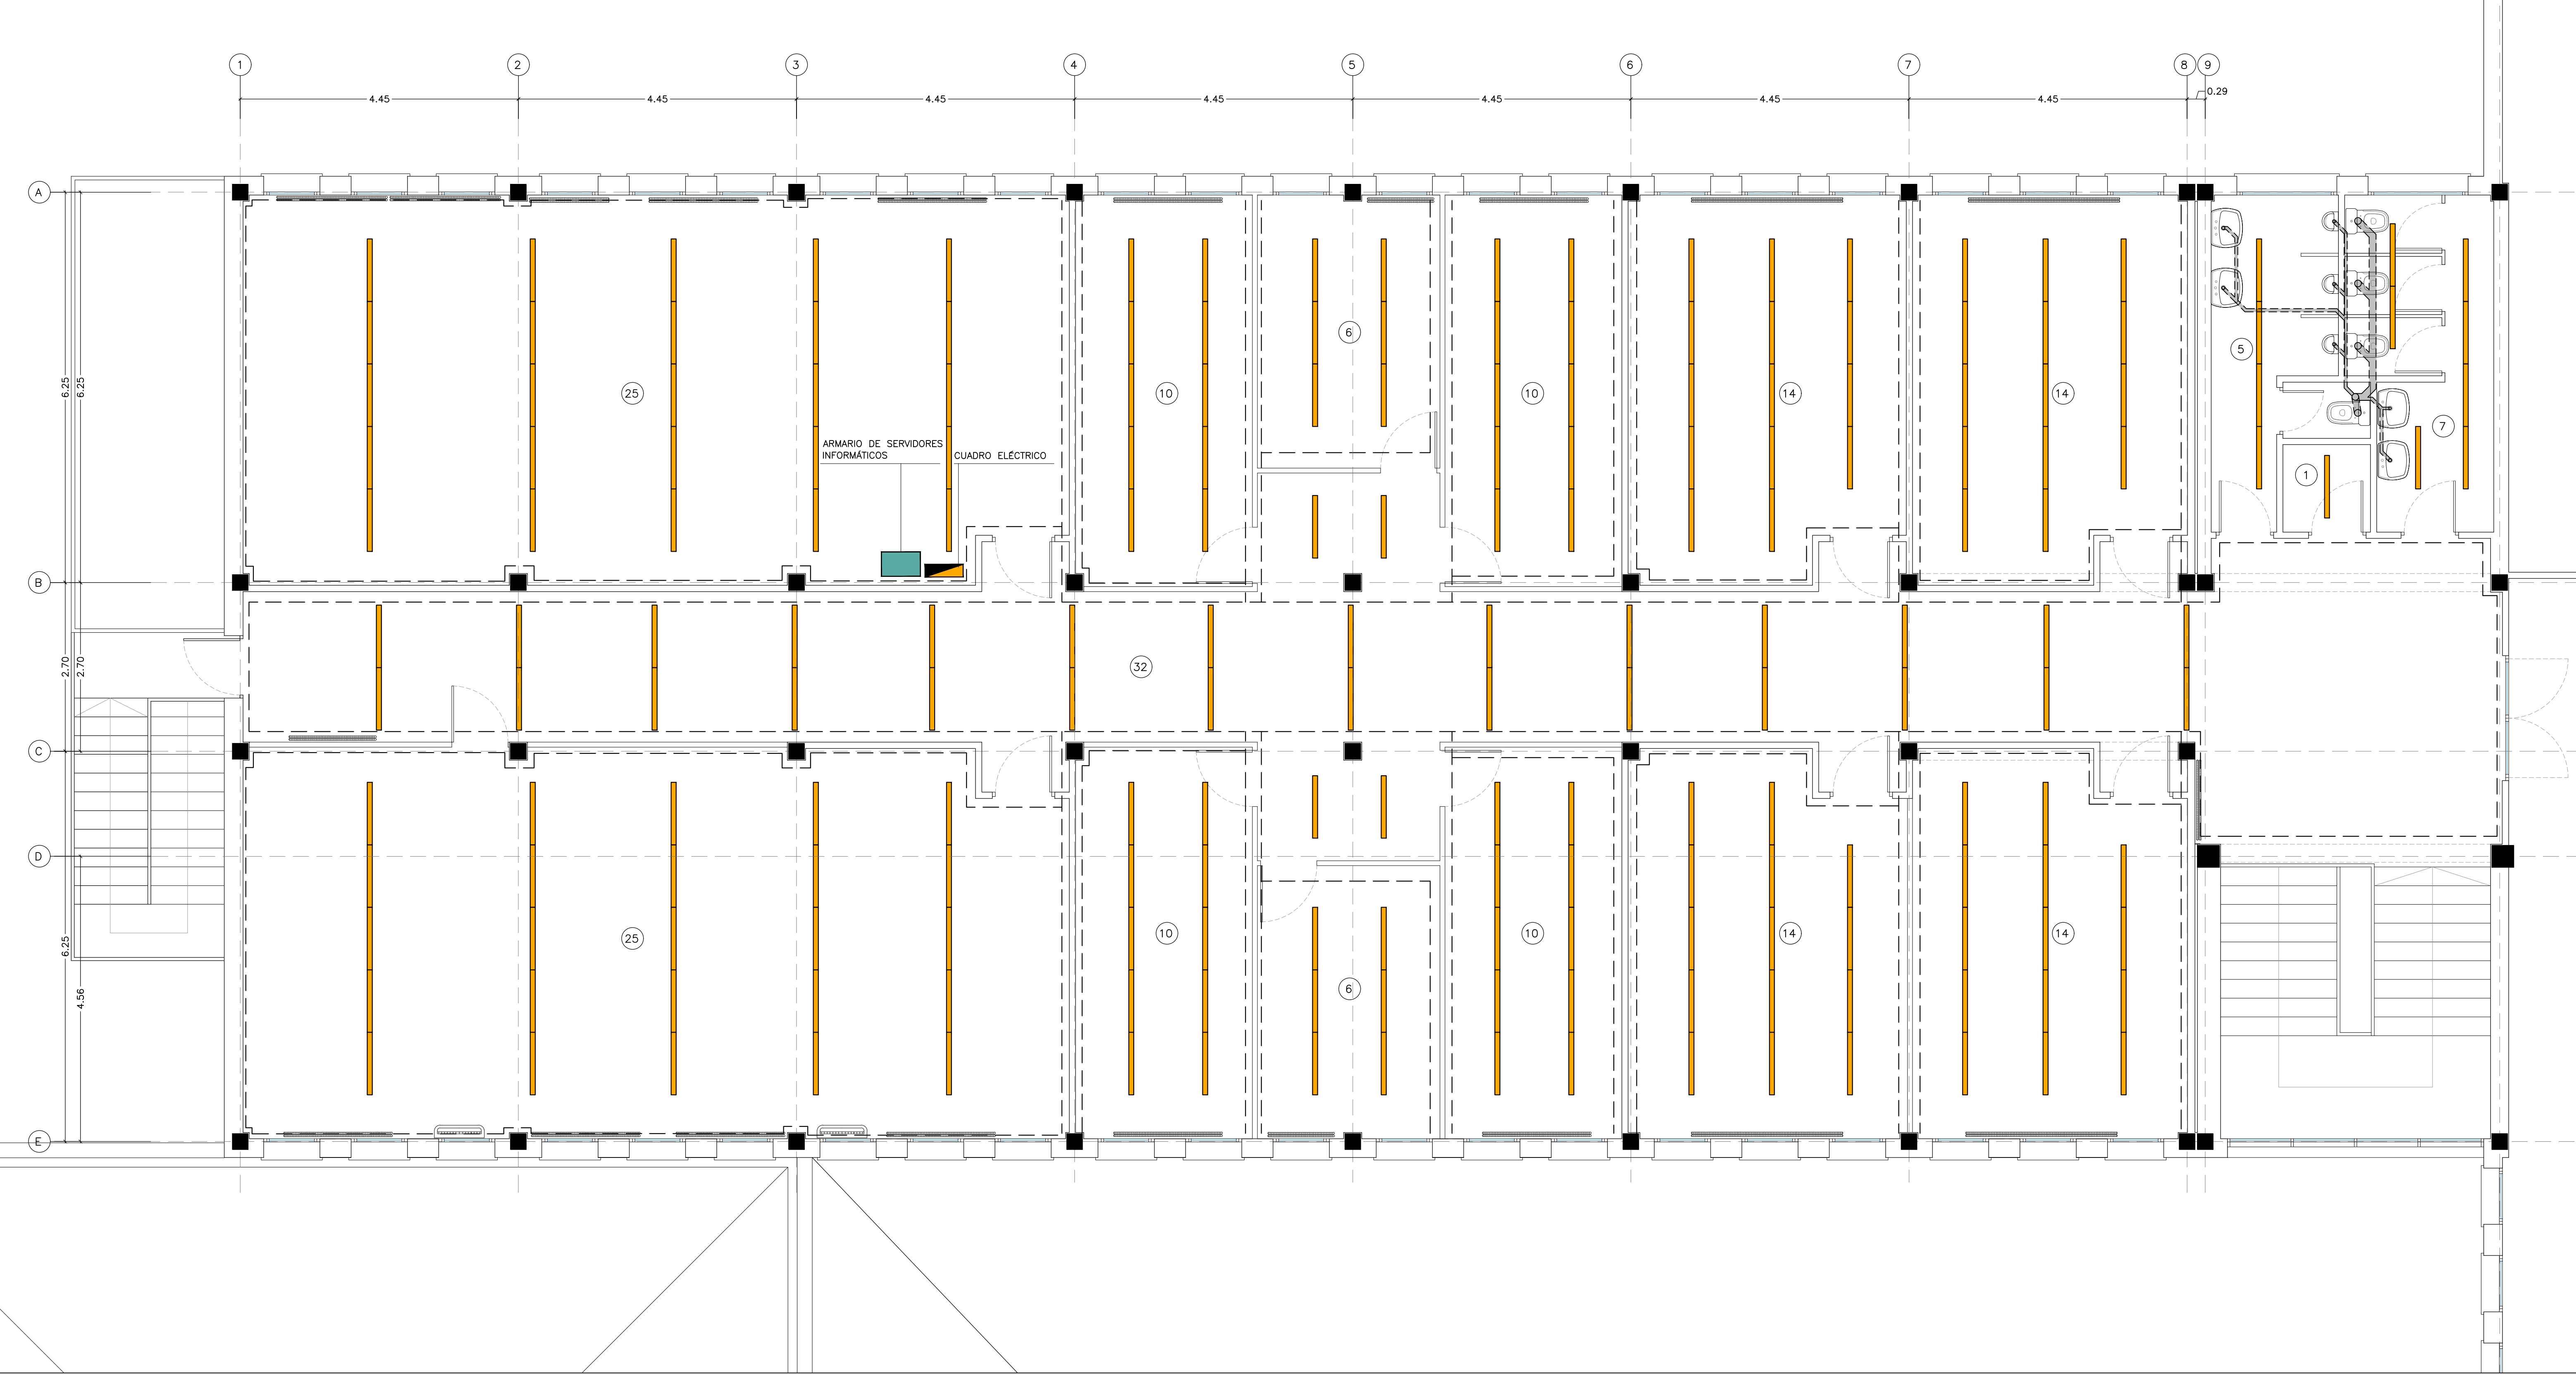 1 2 3 4 5 6 7 8 9
4.45 4.45 4.45 4.45 4.45 4.45 4.45 0.29
A
6.25 6.25
6
5
25 10 10 14 14
7
ARMARIO DE SERVIDORES
INFORMÁTICOS
CUADRO ELÉCTRICO
1
B
2.70 2.70
32
C
D
25 10 10 14 14
6.25
4.56
6
E